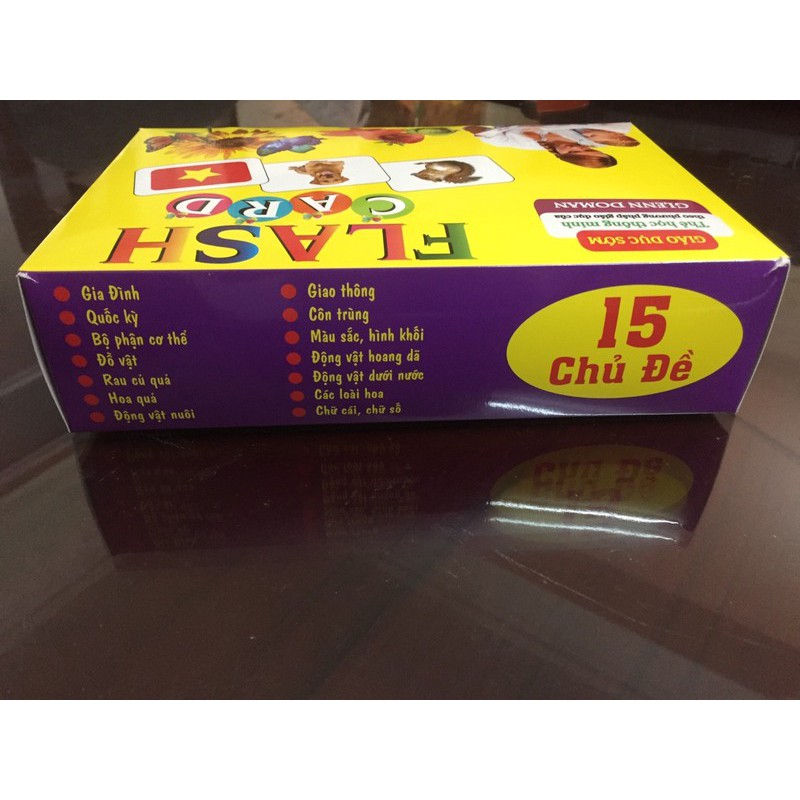 GIÁO DỤC SỚM
Thẻ học thông minh
theo phương pháp giáo dục của
GLENN DOMAN
FLASH
CARD
Gia Đình
Quốc kỳ
Bộ phận cơ thể
Đồ vật
Rau củ quả
Hoa quả
Động vật nuôi
Giao thông
Côn trùng
Màu sắc, hình khối
Động vật hoang dã
Động vật dưới nước
Các loài hoa
Chữ cái, chữ số
15
Chủ Đề